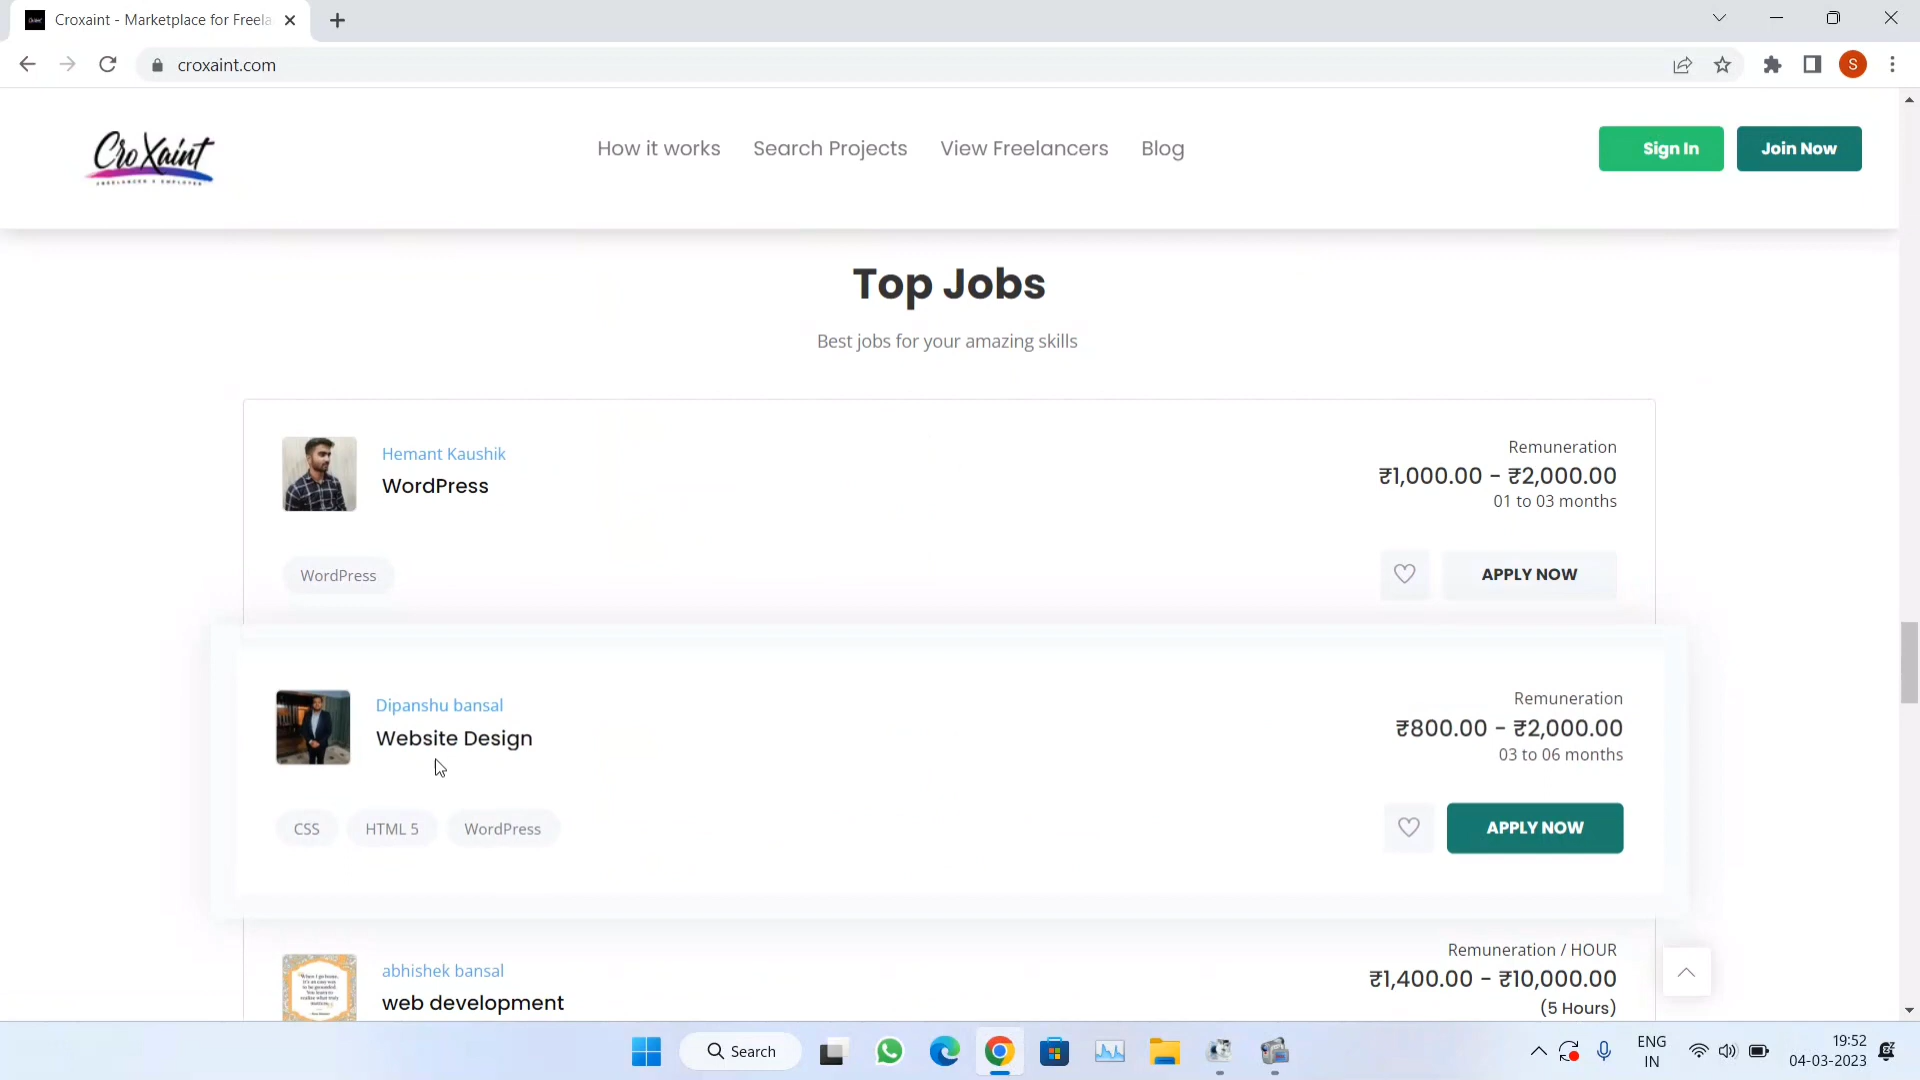 Croxaint - Marketplace for Freela
croxaint.com
S
CroXaint
FREELANCER & EMPLOYER
How it works
Search Projects
View Freelancers
Blog
Sign In
Join Now
Top Jobs
Best jobs for your amazing skills
Hemant Kaushik
WordPress
Remuneration
₹1,000.00 - ₹2,000.00
01 to 03 months
WordPress
APPLY NOW
Dipanshu bansal
Website Design
Remuneration
₹800.00 - ₹2,000.00
03 to 06 months
CSS
HTML 5
WordPress
APPLY NOW
abhishek bansal
web development
Remuneration / HOUR
₹1,400.00 - ₹10,000.00
(5 Hours)
Search
ENG
IN
19:52
04-03-2023